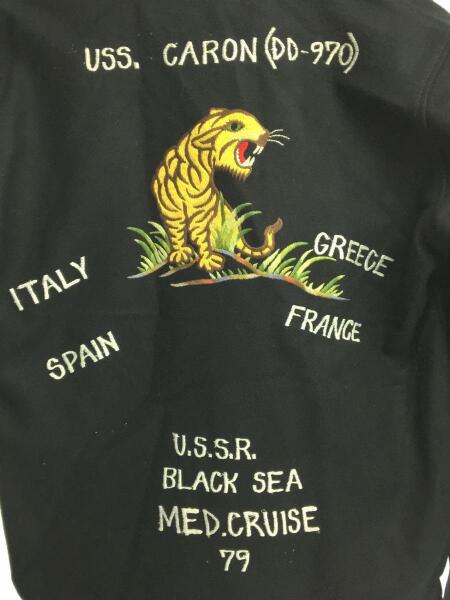 USS. CARON (DD-970)
GREECE
ITALY
FRANCE
SPAIN
U.S.S.R.
BLACK SEA
MED. CRUISE
79